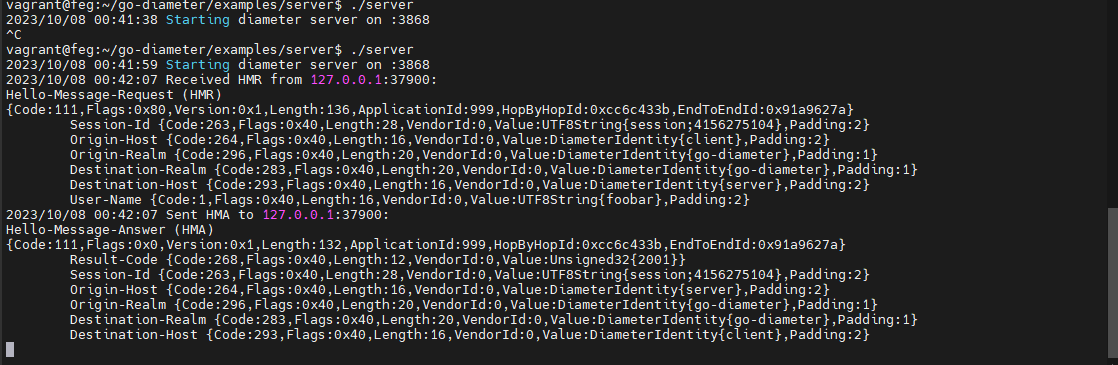 vagrant@feg:~/go-diameter/examples/server$ ./server
2023/10/08 00:41:38 Starting diameter server on :3868
^C
vagrant@feg:~/go-diameter/examples/server$ ./server
2023/10/08 00:41:59 Starting diameter server on :3868
2023/10/08 00:42:07 Received HMR from 127.0.0.1:37900:
Hello-Message-Request (HMR)
{Code:111,Flags:0x80,Version:0x1,Length:136,ApplicationId:999,HopByHopId:0xcc6c433b,EndToEndId:0x91a9627a}
        Session-Id {Code:263,Flags:0x40,Length:28,VendorId:0,Value:UTF8String{session;4156275104},Padding:2}
        Origin-Host {Code:264,Flags:0x40,Length:16,VendorId:0,Value:DiameterIdentity{client},Padding:2}
        Origin-Realm {Code:296,Flags:0x40,Length:20,VendorId:0,Value:DiameterIdentity{go-diameter},Padding:1}
        Destination-Realm {Code:283,Flags:0x40,Length:20,VendorId:0,Value:DiameterIdentity{go-diameter},Padding:1}
        Destination-Host {Code:293,Flags:0x40,Length:16,VendorId:0,Value:DiameterIdentity{server},Padding:2}
        User-Name {Code:1,Flags:0x40,Length:16,VendorId:0,Value:UTF8String{foobar},Padding:2}
2023/10/08 00:42:07 Sent HMA to 127.0.0.1:37900:
Hello-Message-Answer (HMA)
{Code:111,Flags:0x0,Version:0x1,Length:132,ApplicationId:999,HopByHopId:0xcc6c433b,EndToEndId:0x91a9627a}
        Result-Code {Code:268,Flags:0x40,Length:12,VendorId:0,Value:Unsigned32{2001}}
        Session-Id {Code:263,Flags:0x40,Length:28,VendorId:0,Value:UTF8String{session;4156275104},Padding:2}
        Origin-Host {Code:264,Flags:0x40,Length:16,VendorId:0,Value:DiameterIdentity{server},Padding:2}
        Origin-Realm {Code:296,Flags:0x40,Length:20,VendorId:0,Value:DiameterIdentity{go-diameter},Padding:1}
        Destination-Realm {Code:283,Flags:0x40,Length:20,VendorId:0,Value:DiameterIdentity{go-diameter},Padding:1}
        Destination-Host {Code:293,Flags:0x40,Length:16,VendorId:0,Value:DiameterIdentity{client},Padding:2}